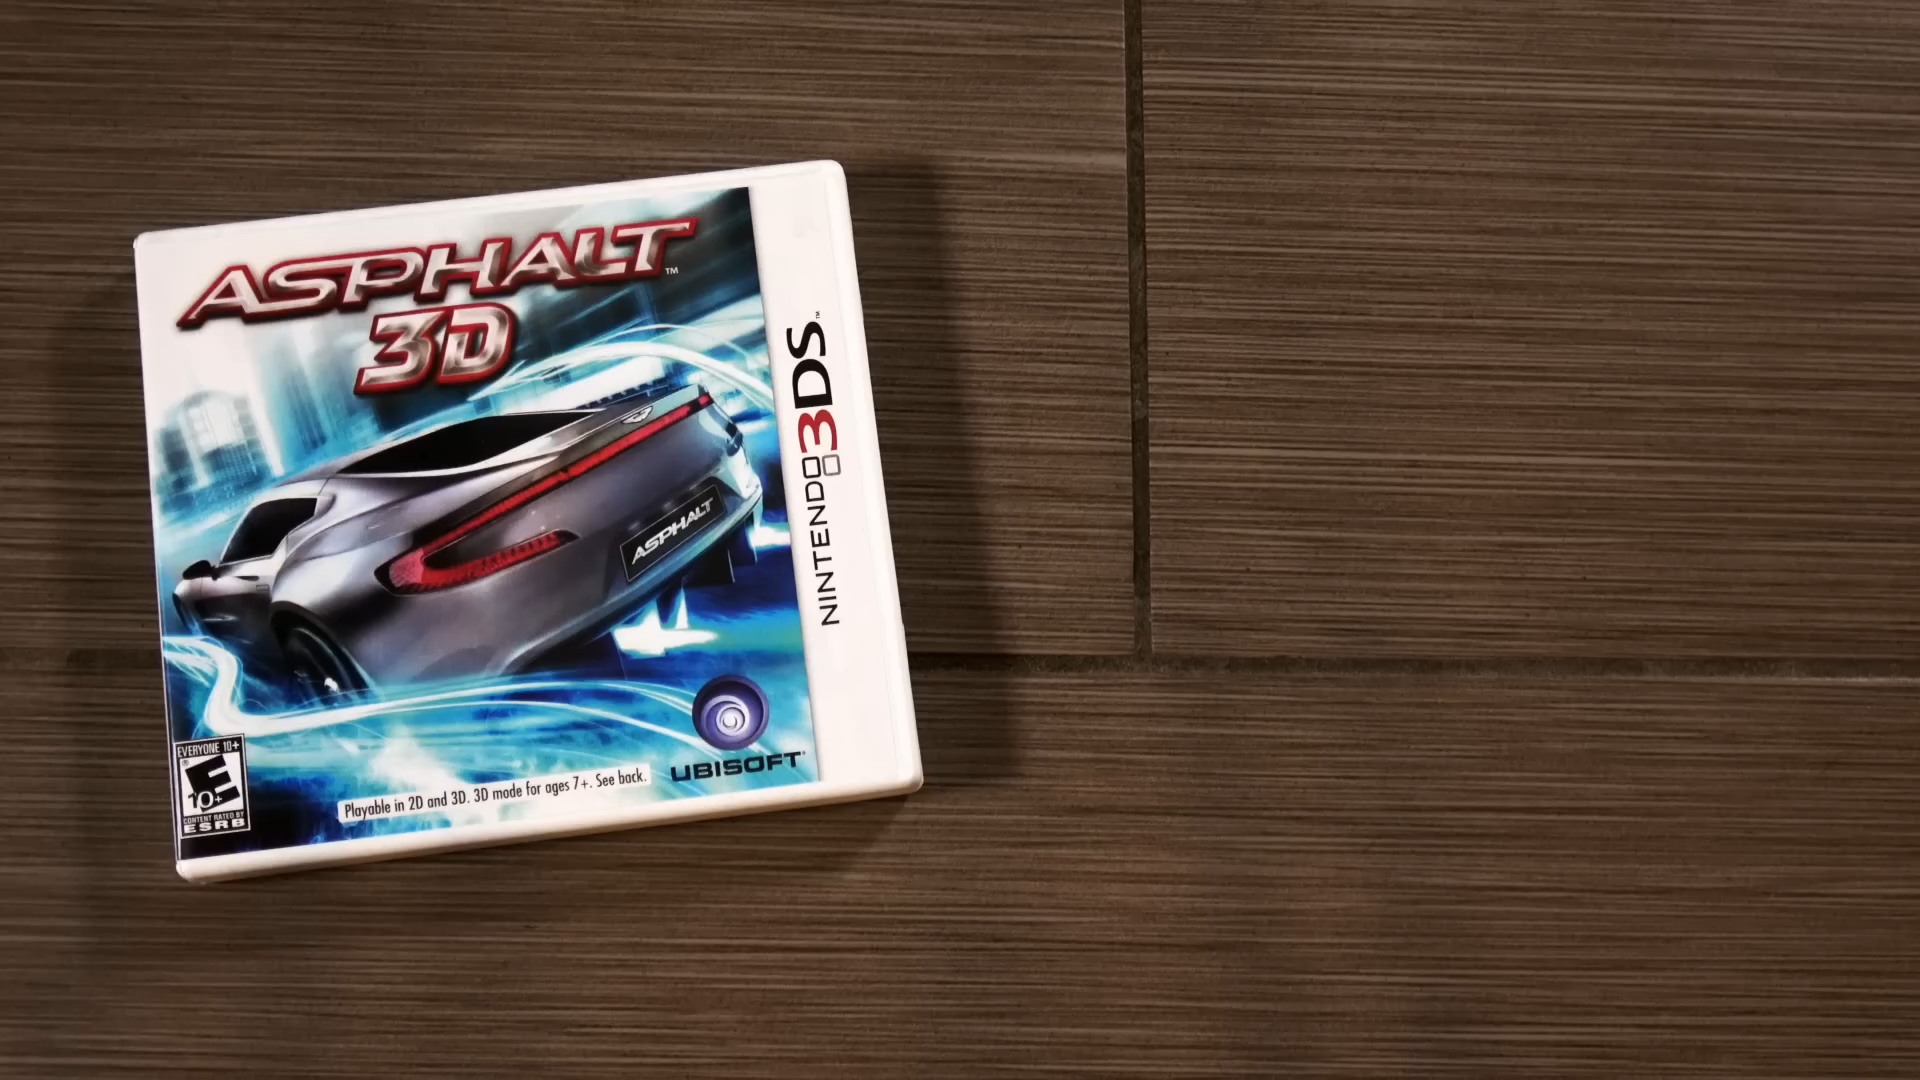 ASPHALT™
3D
NINTENDO 3DS™
ASPHALT
EVERYONE 10+
E
10+
®
CONTENT RATED BY
ESRB
Playable in 2D and 3D. 3D mode for ages 7+. See back.
UBISOFT®